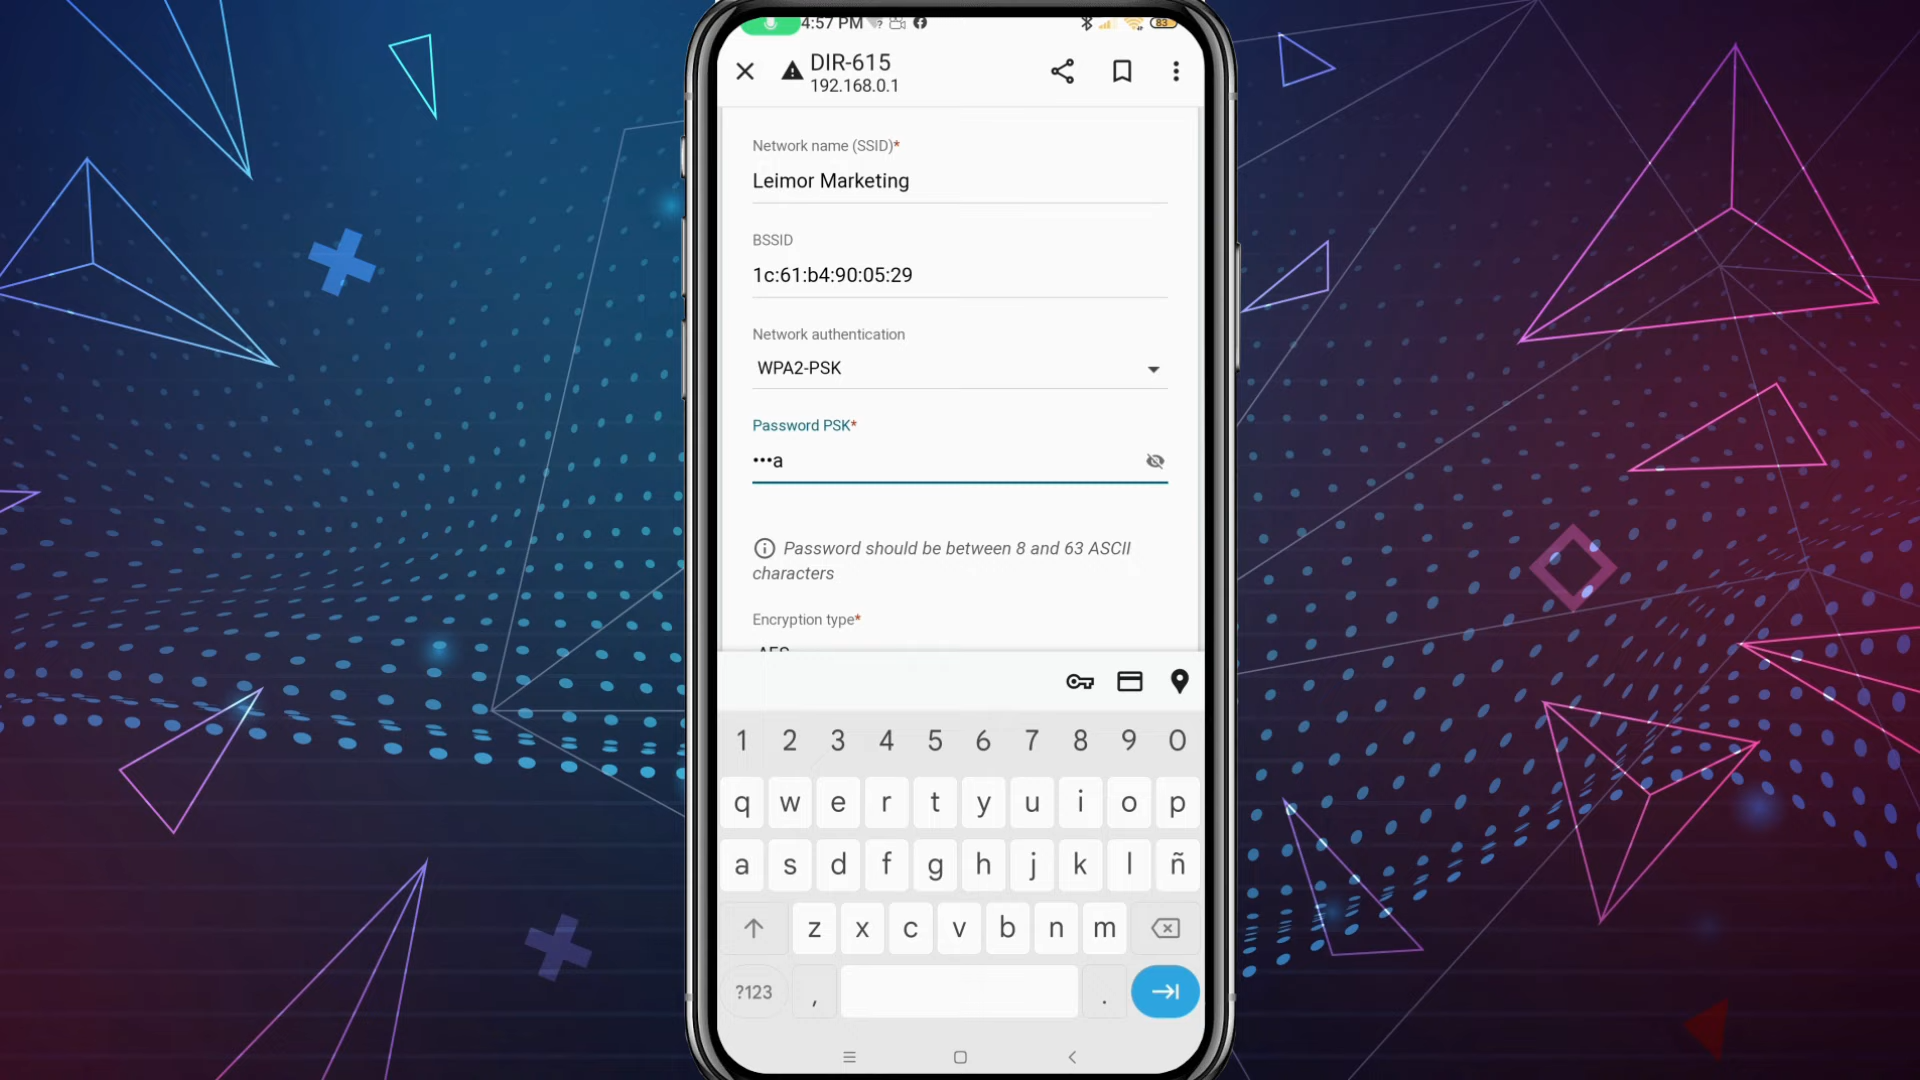 4:57 PM
83
DIR-615
192.168.0.1
Network name (SSID)*
Leimor Marketing
BSSID
1c:61:b4:90:05:29
Network authentication
WPA2-PSK
Password PSK*
•••a
Password should be between 8 and 63 ASCII
characters
Encryption type*
AES
1 2 3 4 5 6 7 8 9 0
q w e r t y u i o p
a s d f g h j k l ñ
z x c v b n m
?123 , .